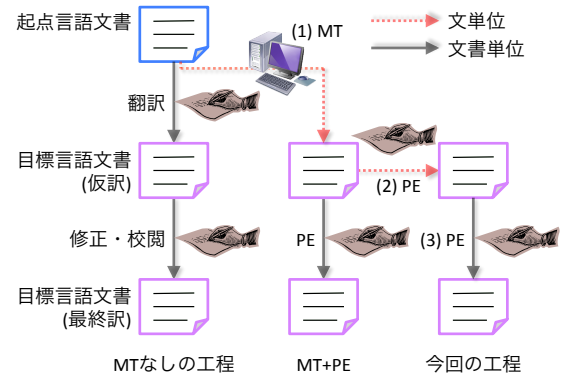 起点言語文書
(1) MT
文単位
文書単位
翻訳
目標言語文書
(仮訳)
(2) PE
修正・校閲
PE
(3) PE
目標言語文書
(最終訳)
MTなしの工程
MT+PE
今回の工程